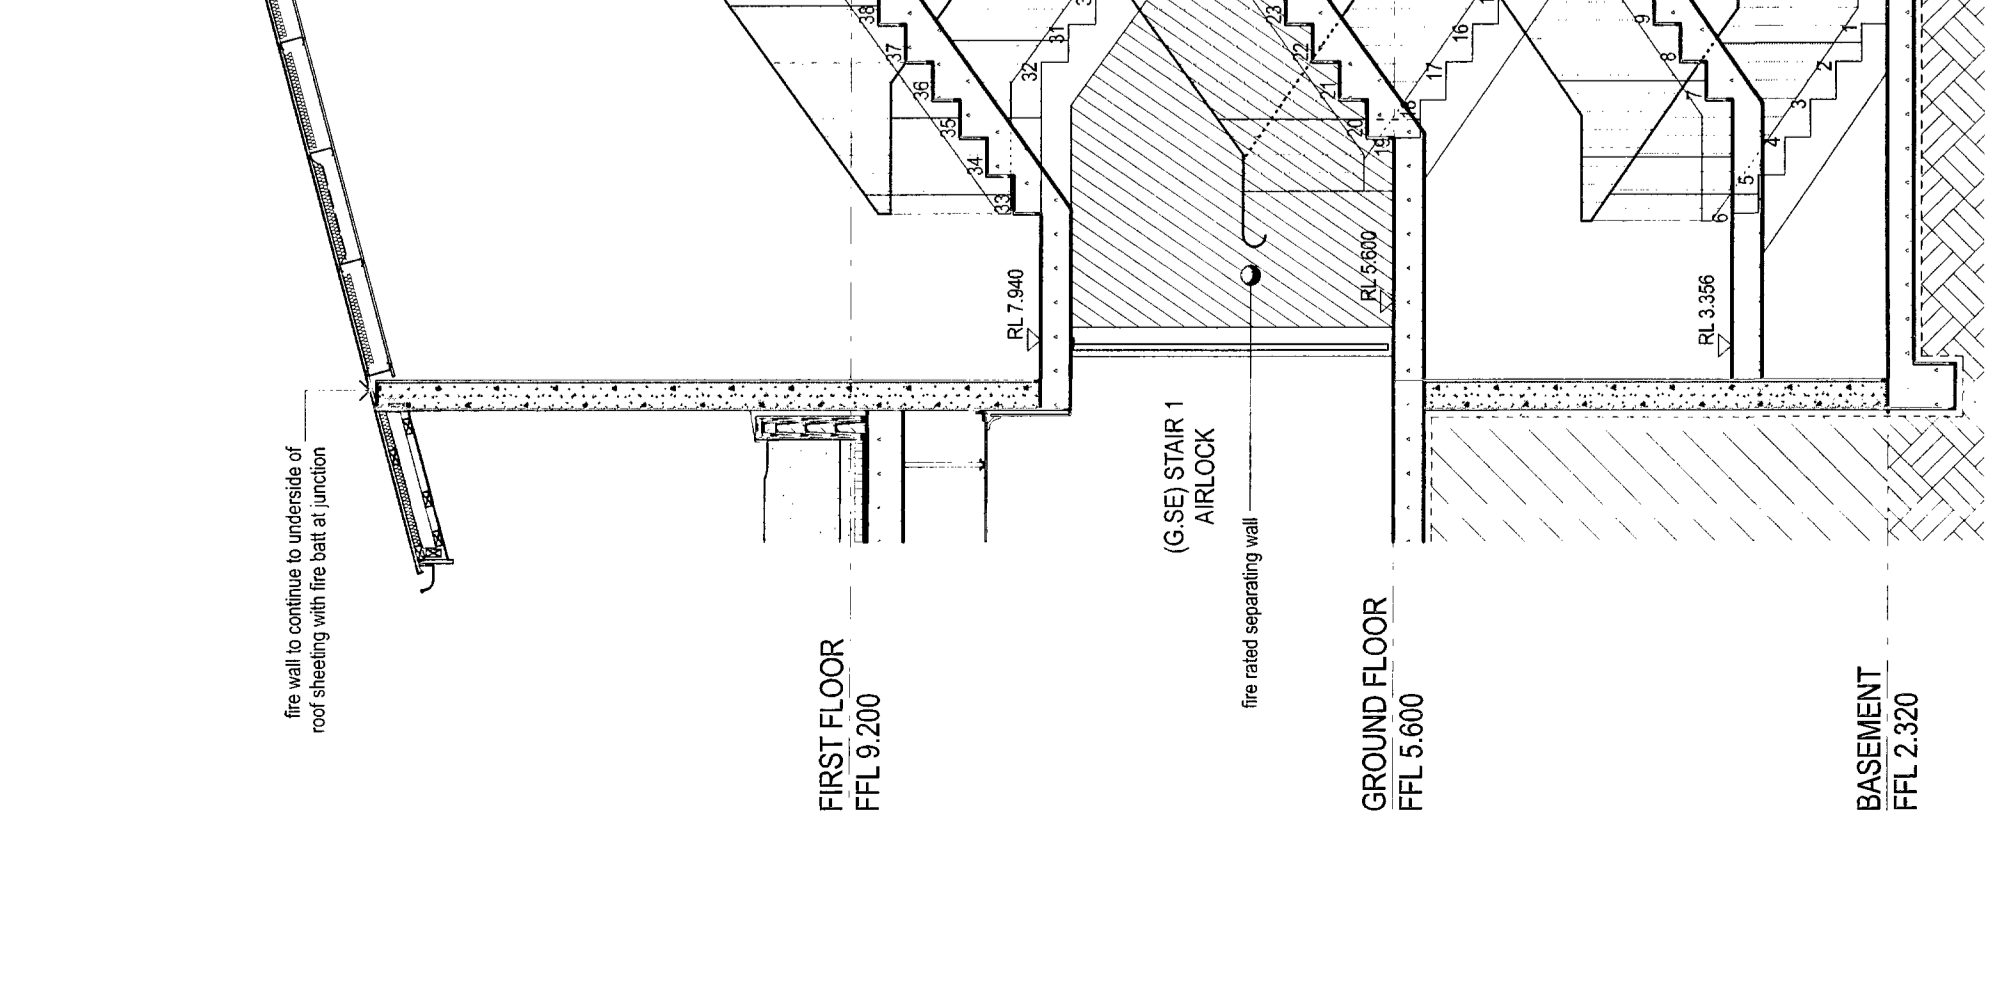 fire wall to continue to underside of
roof sheeting with fire batt at junction
FIRST FLOOR
FFL 9.200
38
37
36
35
34
33
32
31
RL 7.940
(G.SE) STAIR 1
AIRLOCK
fire rated separating wall
23
22
21
20
19
18
17
16
RL 5.600
GROUND FLOOR
FFL 5.600
9
8
7
6
5
4
3
2
1
RL 3.356
BASEMENT
FFL 2.320